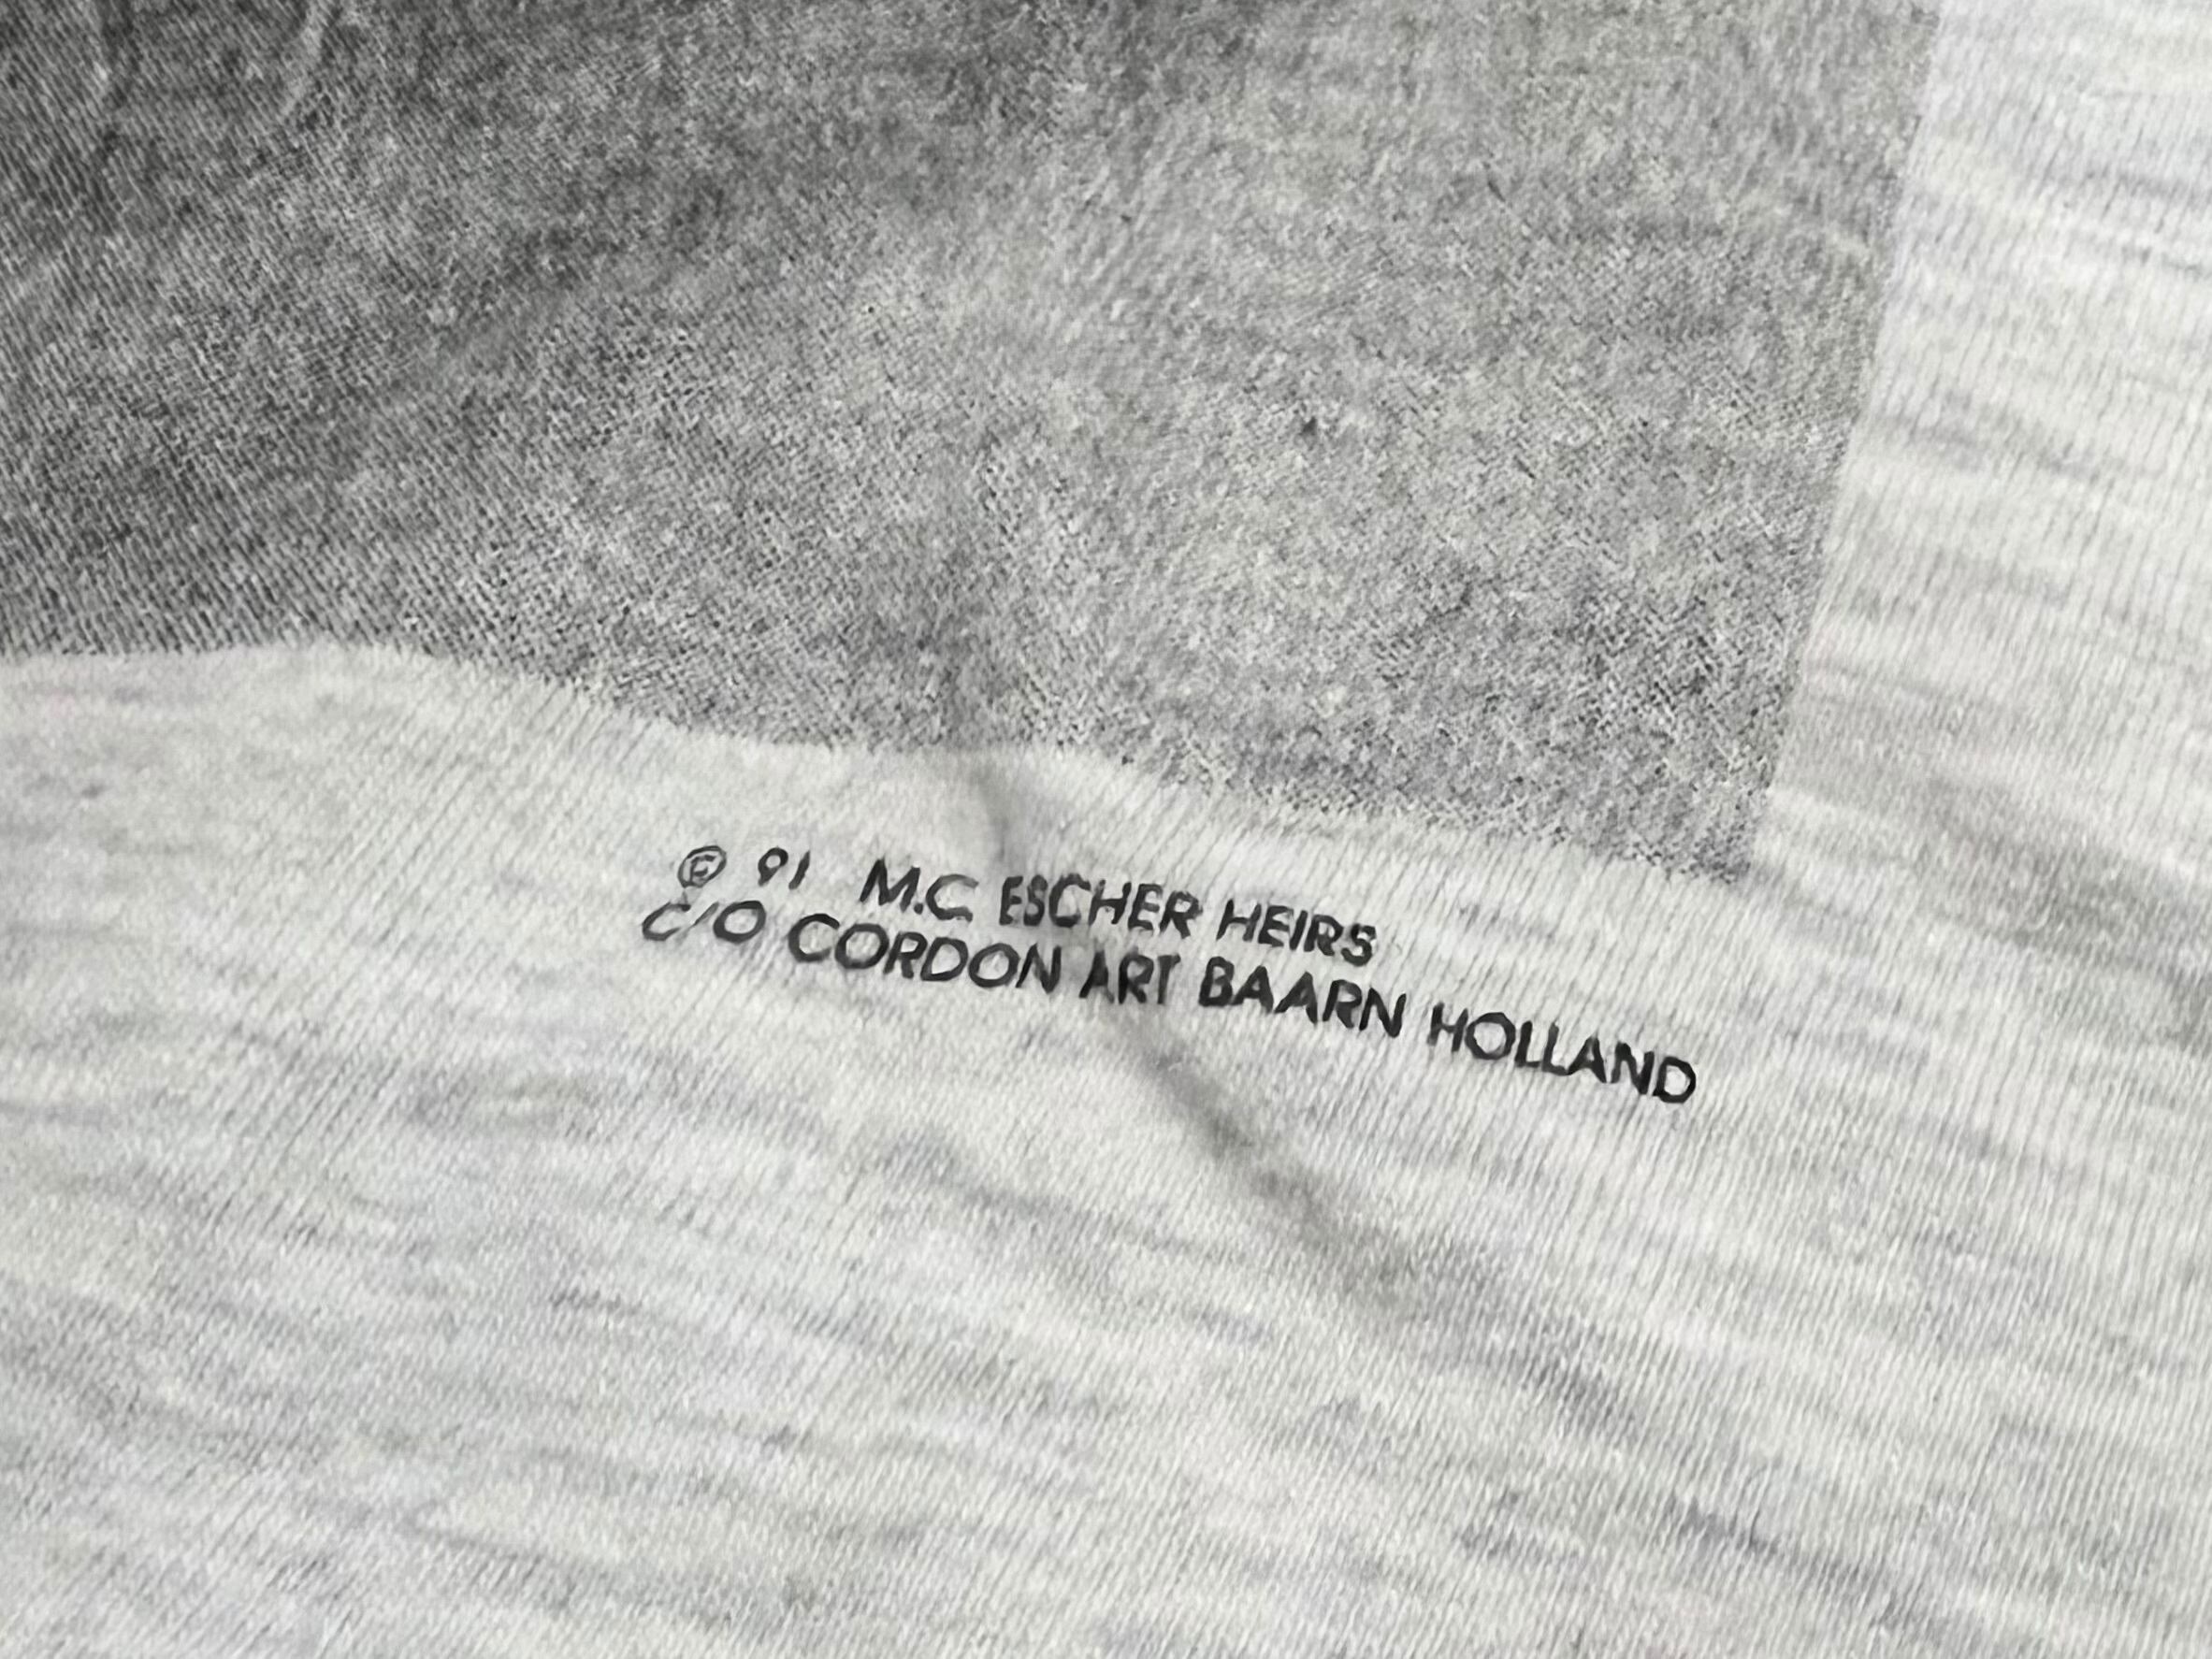 © 91 M.C. ESCHER HEIRS
C/O CORDON ART BAARN HOLLAND